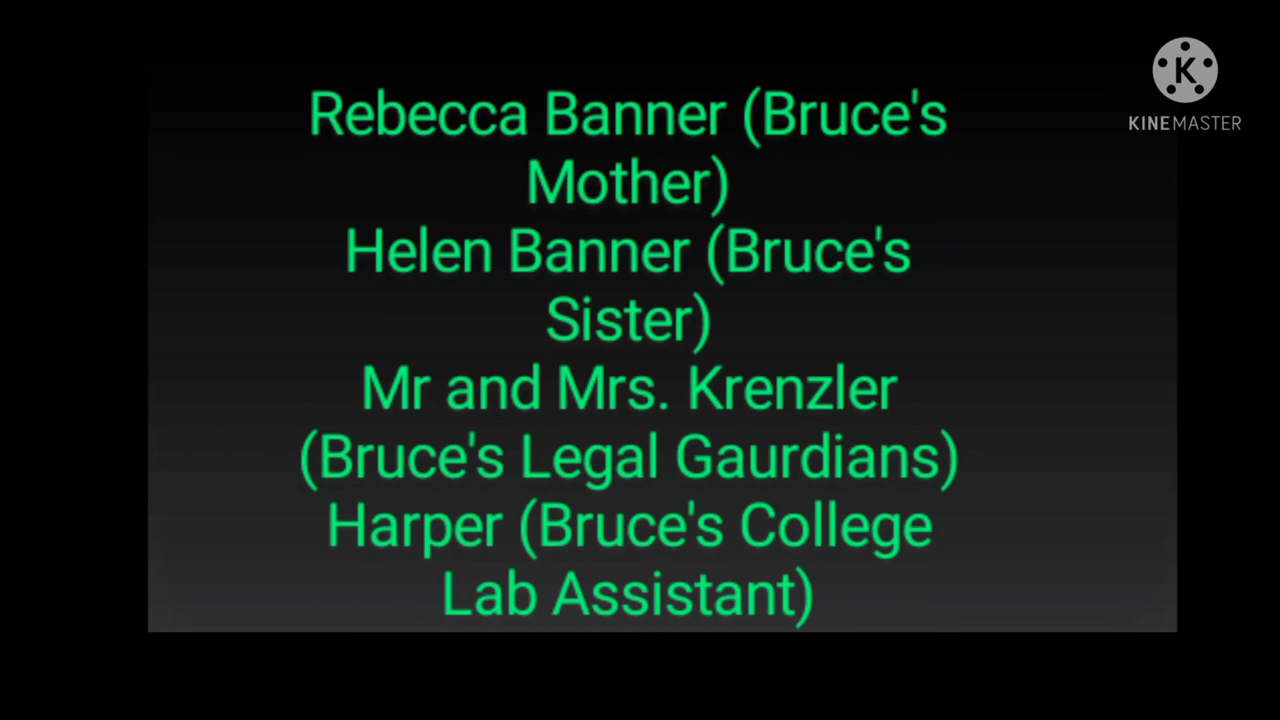 Rebecca Banner (Bruce's
Mother)
Helen Banner (Bruce's
Sister)
Mr and Mrs. Krenzler
(Bruce's Legal Gaurdians)
Harper (Bruce's College
Lab Assistant)
K
KINEMASTER